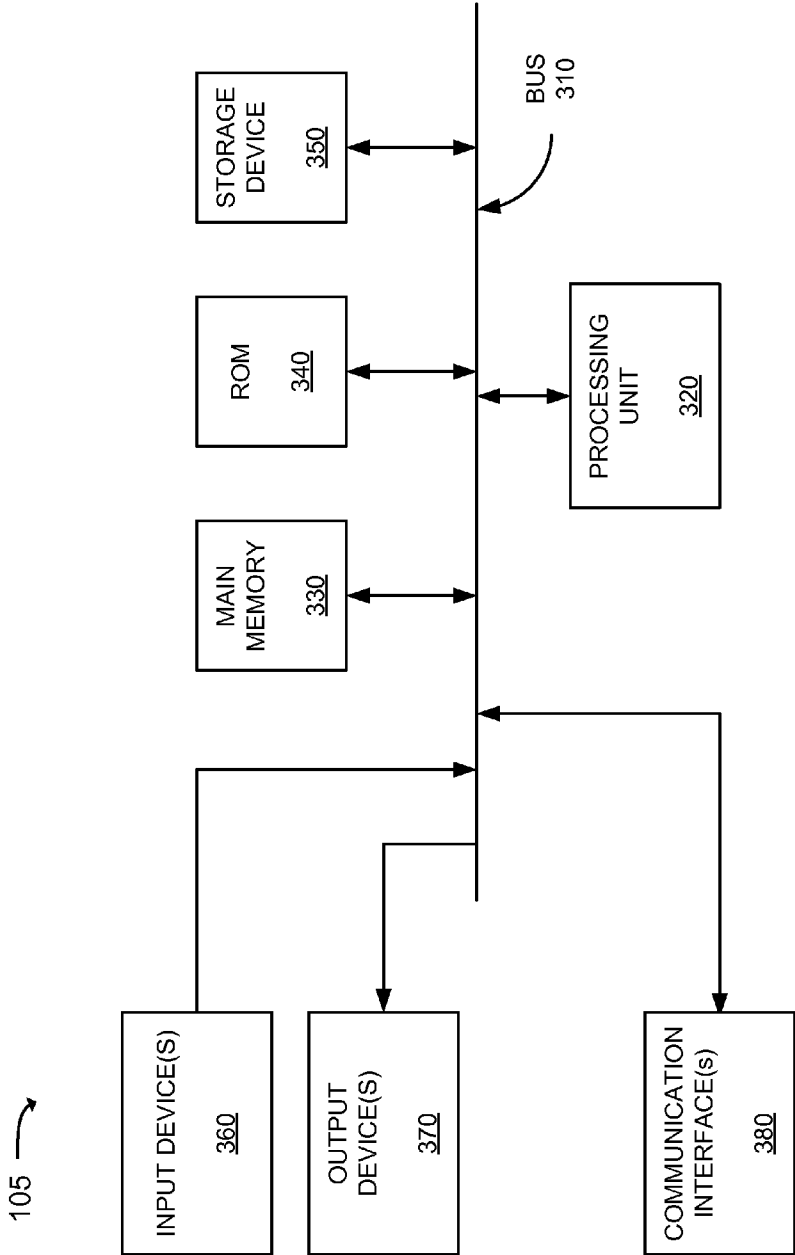 105
INPUT DEVICE(S)
360
OUTPUT
DEVICE(S)
370
COMMUNICATION
INTERFACE(s)
380
MAIN
MEMORY
330
ROM
340
STORAGE
DEVICE
350
PROCESSING
UNIT
320
BUS
310